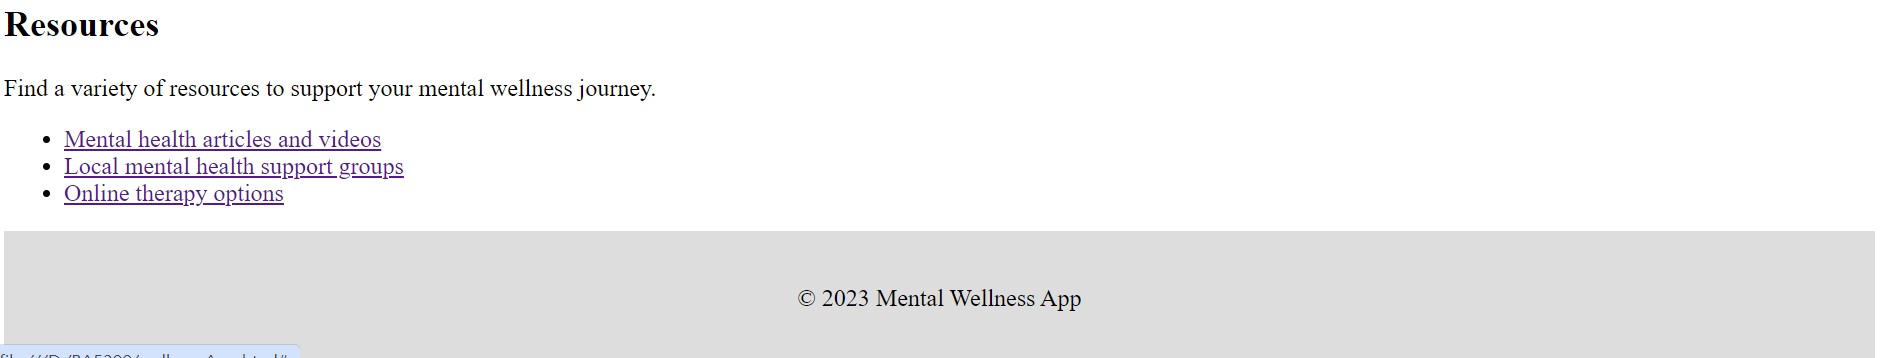 Resources
Find a variety of resources to support your mental wellness journey.
Mental health articles and videos
Local mental health support groups
Online therapy options
© 2023 Mental Wellness App